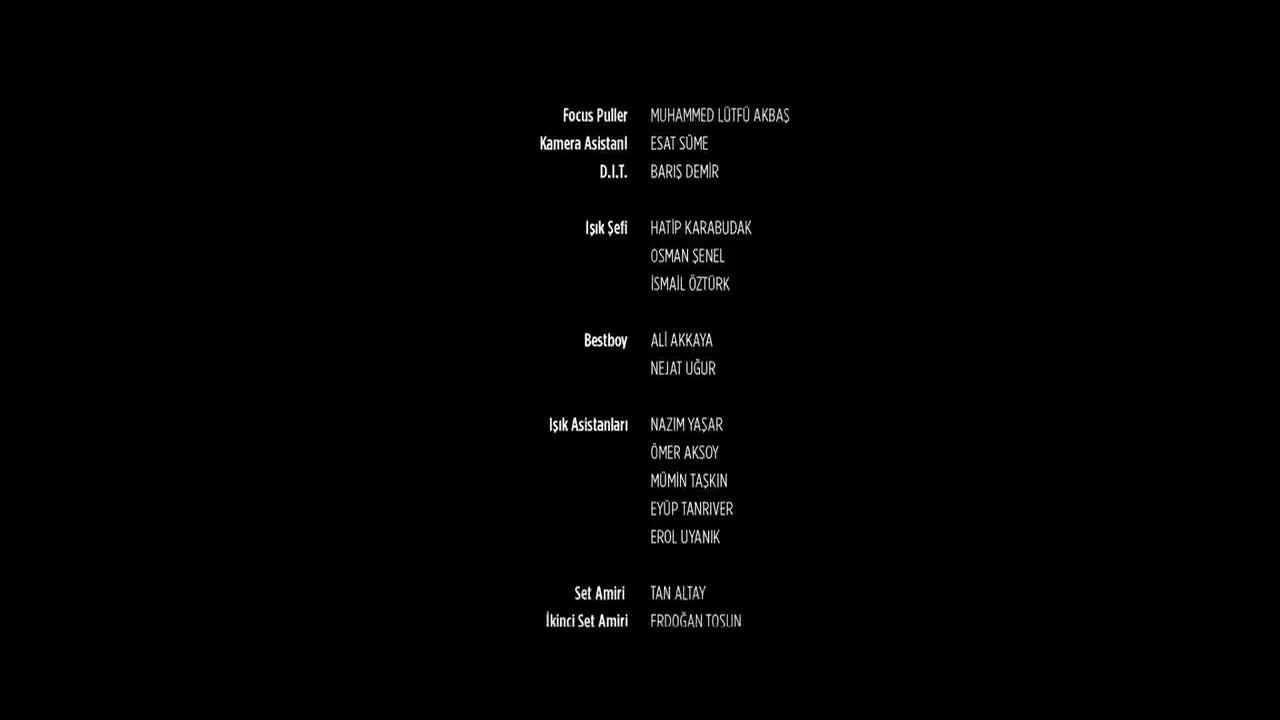 Focus Puller MUHAMMED LÜTFÜ AKBAŞ
Kamera Asistanl ESAT SÜME
D.I.T. BARIŞ DEMİR
Işık Şefi HATİP KARABUDAK
OSMAN ŞENEL
İSMAİL ÖZTÜRK
Bestboy ALİ AKKAYA
NEJAT UĞUR
Işık Asistanları NAZIM YAŞAR
ÖMER AKSOY
MÜMİN TAŞKIN
EYÜP TANRIVER
EROL UYANIK
Set Amiri TAN ALTAY
İkinci Set Amiri ERDOĞAN TOSUN